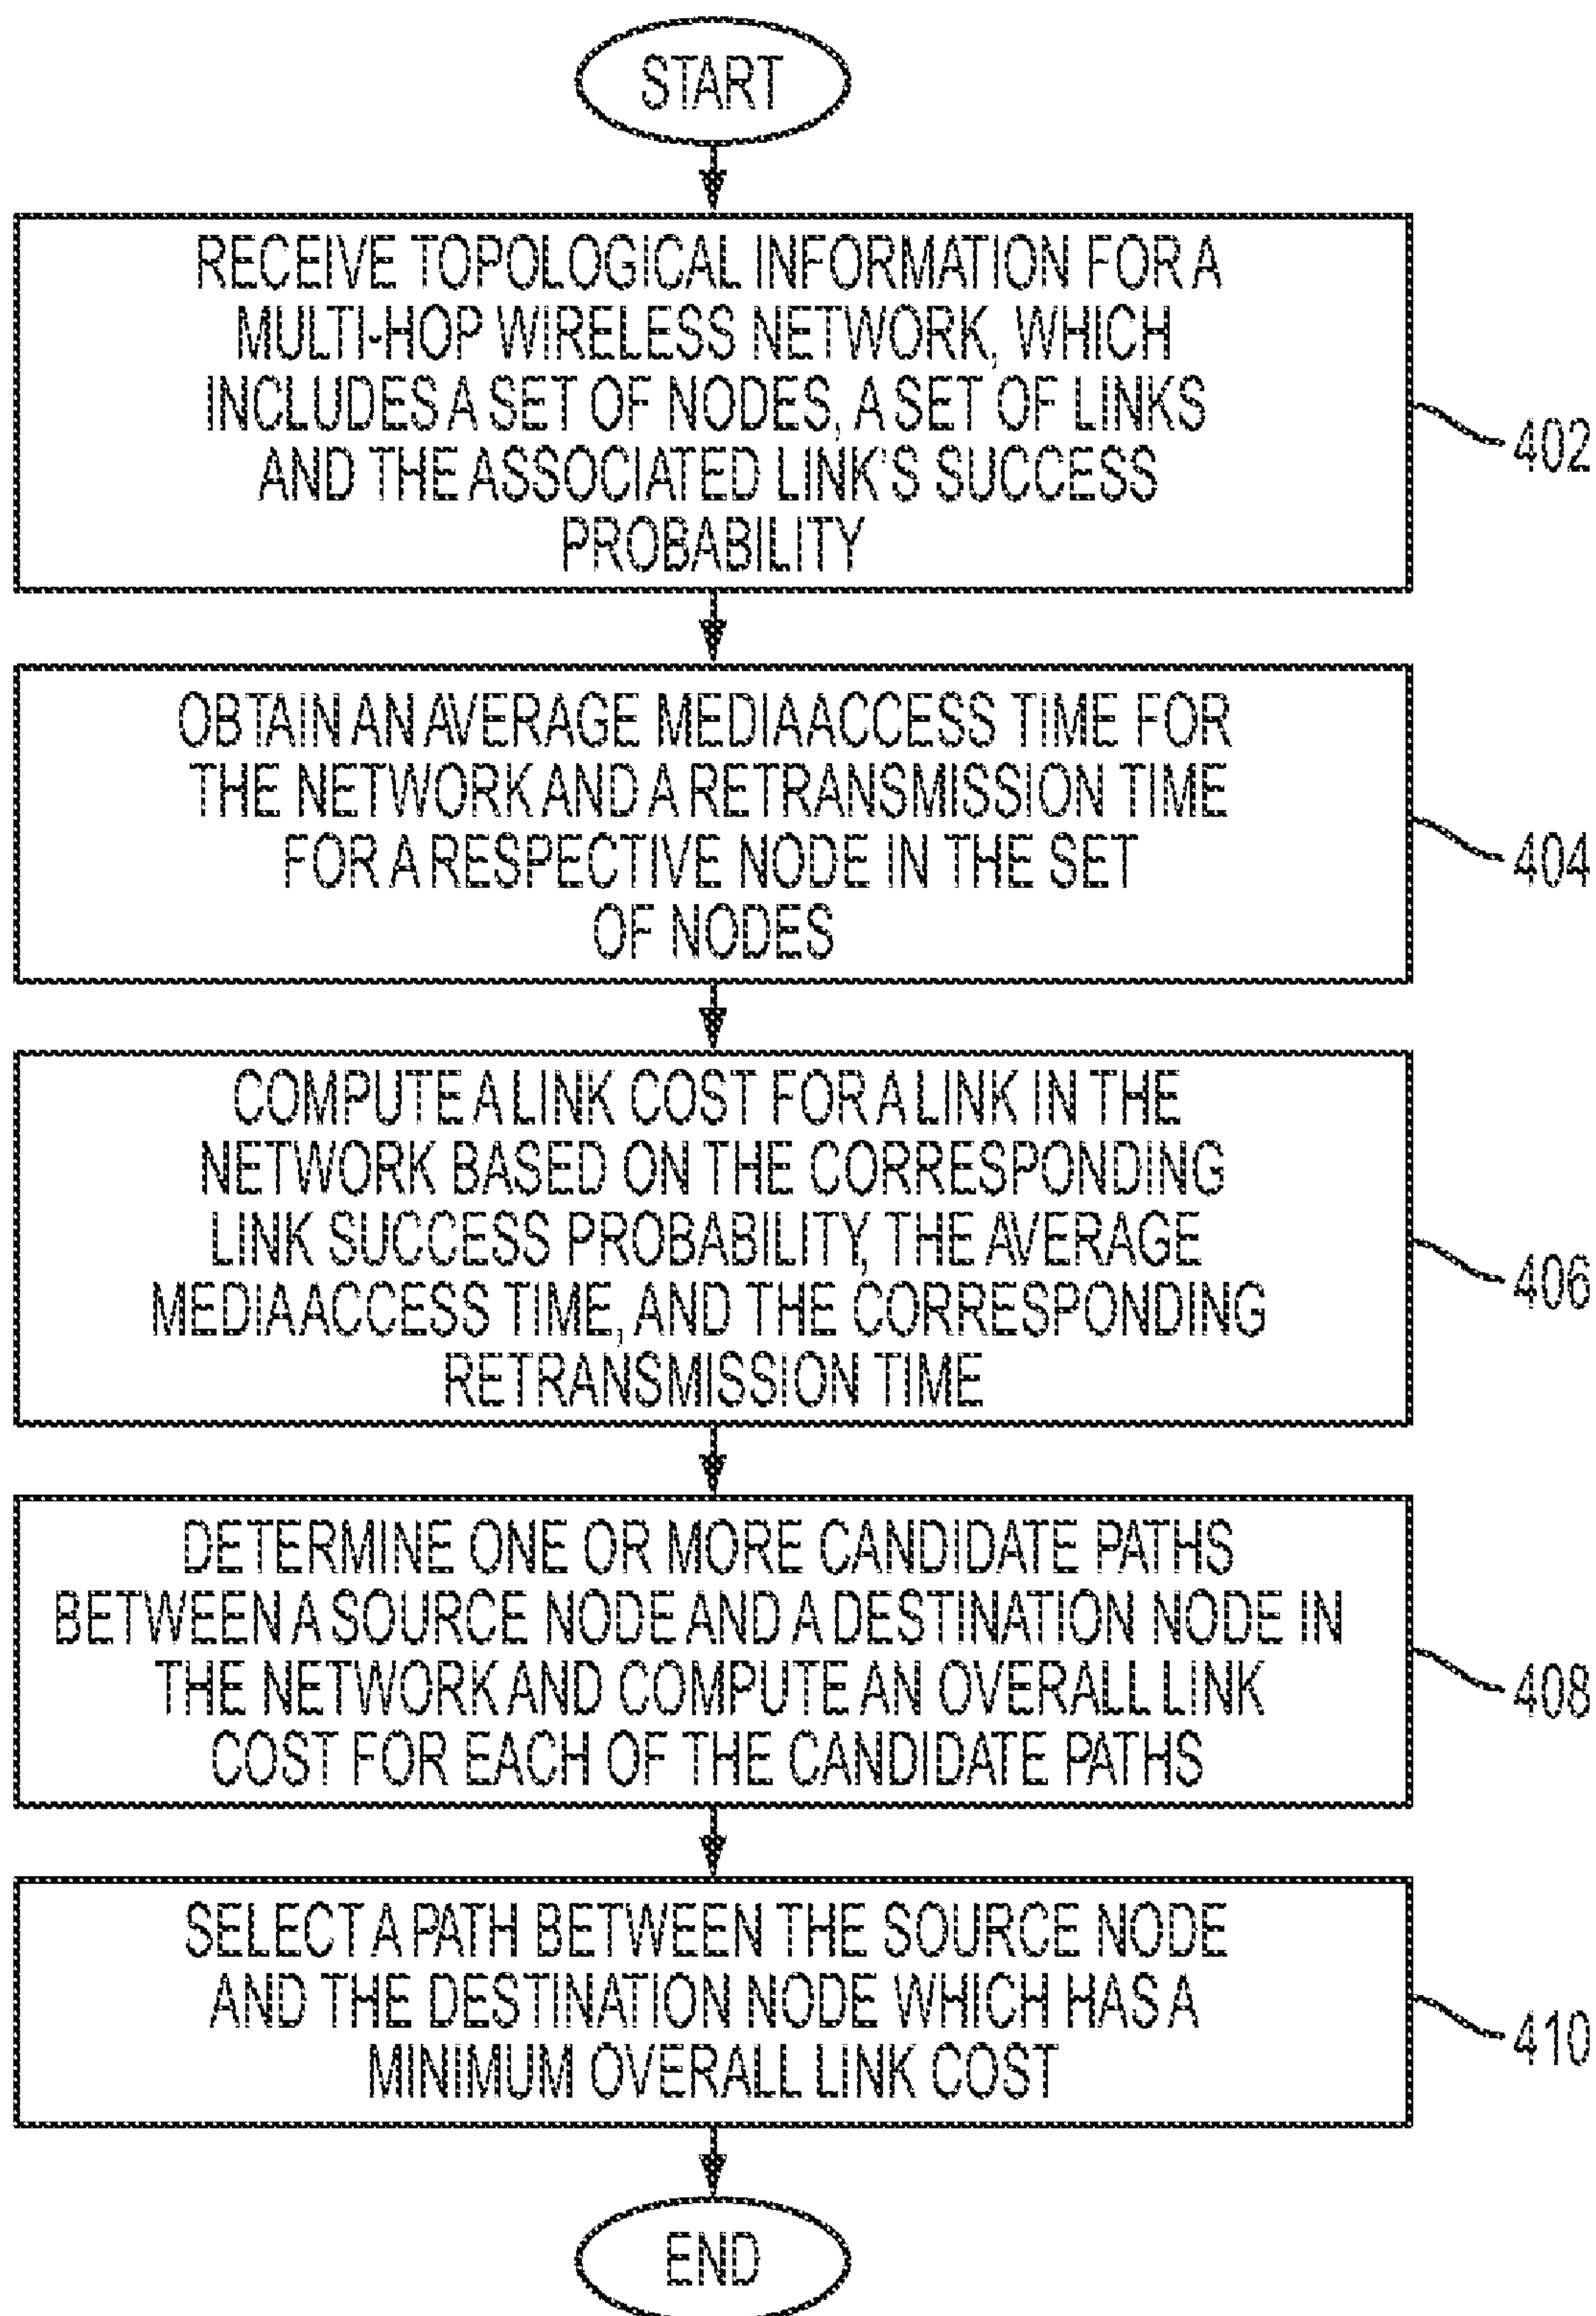 START
RECEIVE TOPOLOGICAL INFORMATION FOR A
MULTI-HOP WIRELESS NETWORK, WHICH
INCLUDES A SET OF NODES, A SET OF LINKS
AND THE ASSOCIATED LINK'S SUCCESS
PROBABILITY
402
OBTAIN AN AVERAGE MEDIA ACCESS TIME FOR
THE NETWORK AND A RETRANSMISSION TIME
FOR A RESPECTIVE NODE IN THE SET
OF NODES
404
COMPUTE A LINK COST FOR A LINK IN THE
NETWORK BASED ON THE CORRESPONDING
LINK SUCCESS PROBABILITY, THE AVERAGE
MEDIA ACCESS TIME, AND THE CORRESPONDING
RETRANSMISSION TIME
406
DETERMINE ONE OR MORE CANDIDATE PATHS
BETWEEN A SOURCE NODE AND A DESTINATION NODE IN
THE NETWORK AND COMPUTE AN OVERALL LINK
COST FOR EACH OF THE CANDIDATE PATHS
408
SELECT A PATH BETWEEN THE SOURCE NODE
AND THE DESTINATION NODE WHICH HAS A
MINIMUM OVERALL LINK COST
410
END